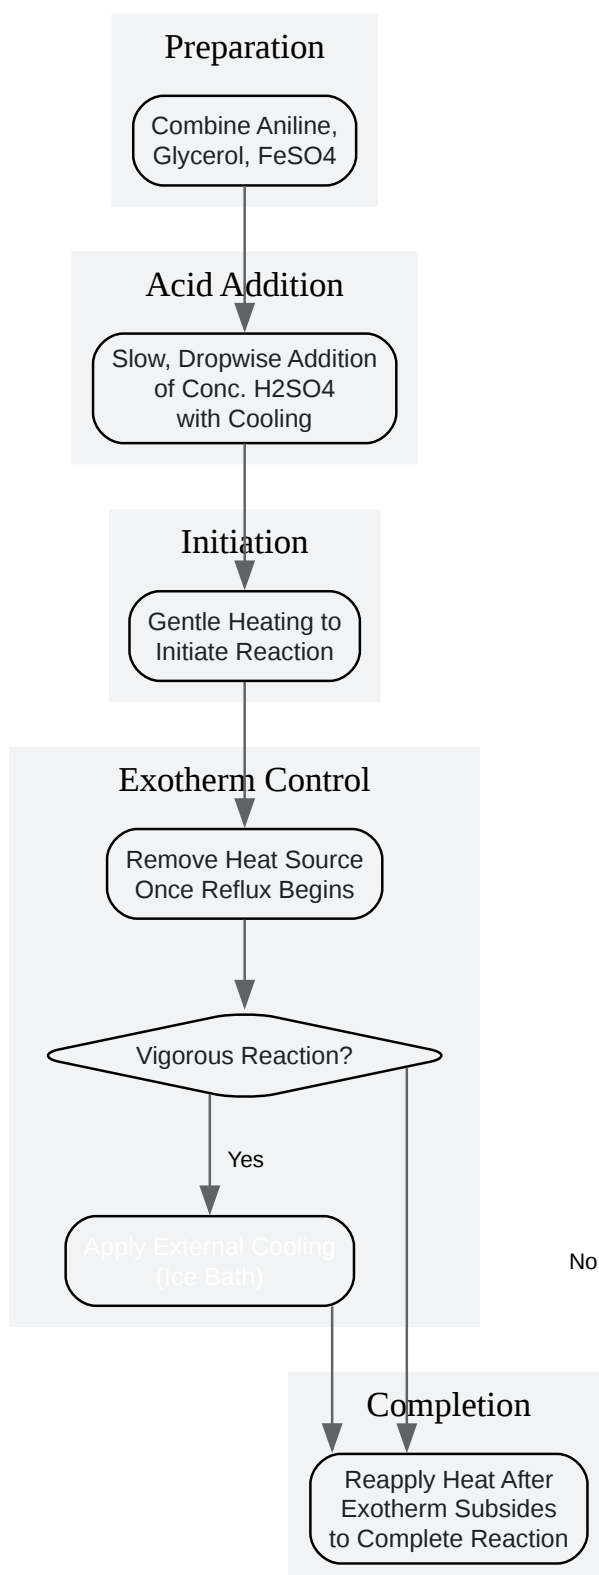 Preparation
Combine Aniline,
Glycerol, FeSO4
Acid Addition
Slow, Dropwise Addition
of Conc. H2SO4
with Cooling
Initiation
Gentle Heating to
Initiate Reaction
Exotherm Control
Remove Heat Source
Once Reflux Begins
Vigorous Reaction?
Yes
Apply External Cooling
(Ice Bath)
No
Completion
Reapply Heat After
Exotherm Subsides
to Complete Reaction